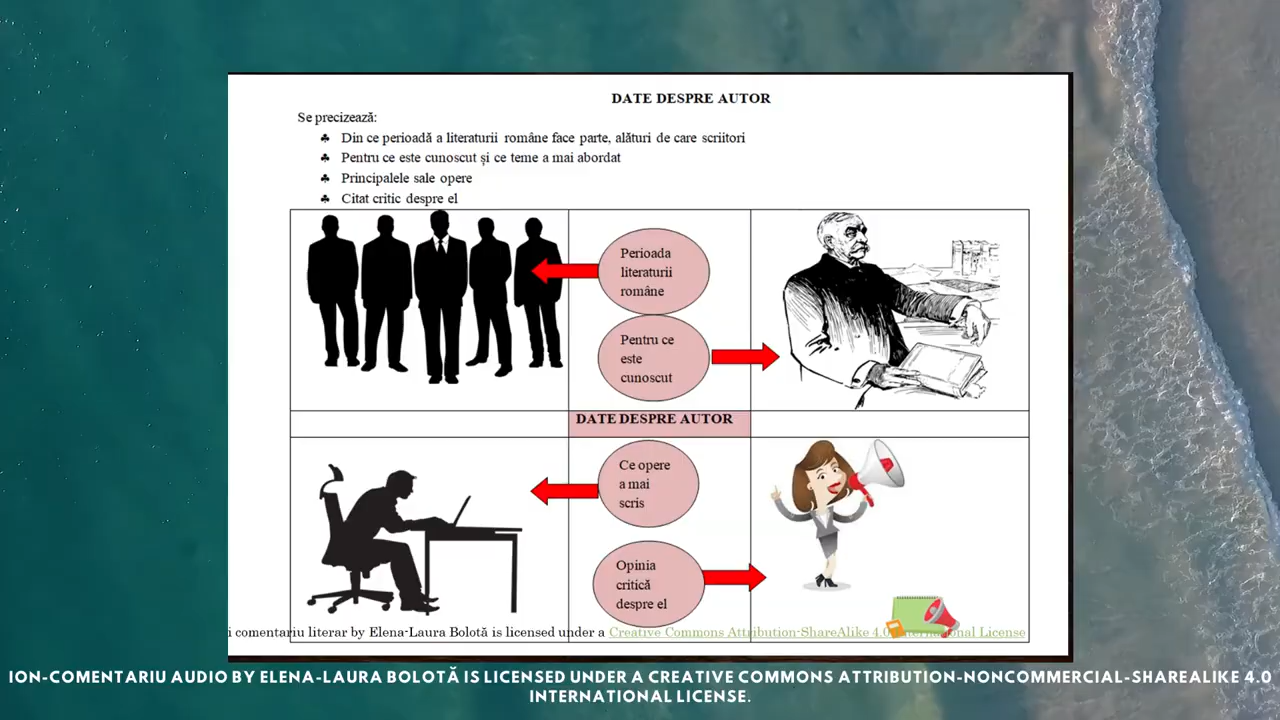 DATE DESPRE AUTOR
Se precizează:
♣ Din ce perioadă a literaturii române face parte, alături de care scriitori
♣ Pentru ce este cunoscut și ce teme a mai abordat
♣ Principalele sale opere
♣ Citat critic despre el
Perioada
literaturii
române
Pentru ce
este
cunoscut
DATE DESPRE AUTOR
Ce opere
a mai
scris
Opinia
critică
despre el
i comentariu literar by Elena-Laura Bolotă is licensed under a Creative Commons Attribution-ShareAlike 4.0 International License
ION-COMENTARIU AUDIO BY ELENA-LAURA BOLOTĂ IS LICENSED UNDER A CREATIVE COMMONS ATTRIBUTION-NONCOMMERCIAL-SHAREALIKE 4.0
INTERNATIONAL LICENSE.